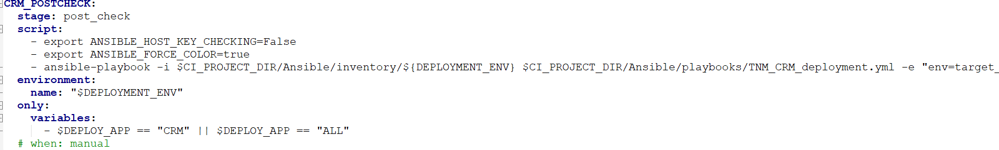 CRM_POSTCHECK:
stage: post_check
script:
- export ANSIBLE_HOST_KEY_CHECKING=False
- export ANSIBLE_FORCE_COLOR=true
- ansible-playbook -i $CI_PROJECT_DIR/Ansible/inventory/${DEPLOYMENT_ENV} $CI_PROJECT_DIR/Ansible/playbooks/TNM_CRM_deployment.yml -e "env=target_
environment:
name: "$DEPLOYMENT_ENV"
only:
variables:
- $DEPLOY_APP == "CRM" || $DEPLOY_APP == "ALL"
# when: manual